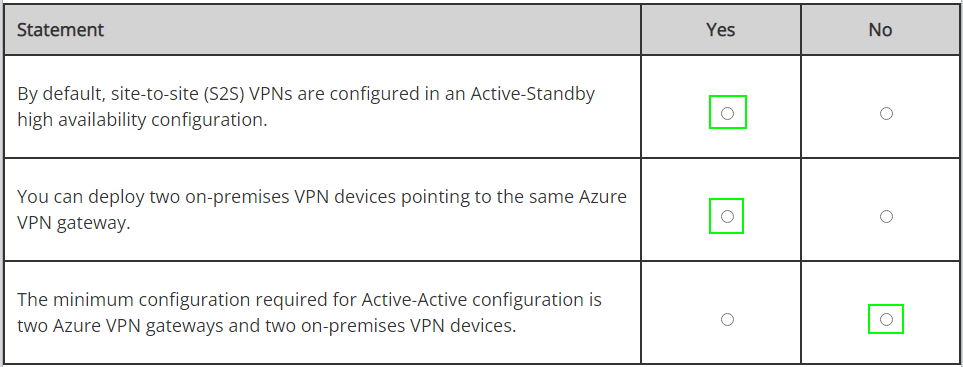 Statement
Yes
No
By default, site-to-site (S2S) VPNs are configured in an Active-Standby
high availability configuration.
You can deploy two on-premises VPN devices pointing to the same Azure
VPN gateway.
The minimum configuration required for Active-Active configuration is
two Azure VPN gateways and two on-premises VPN devices.